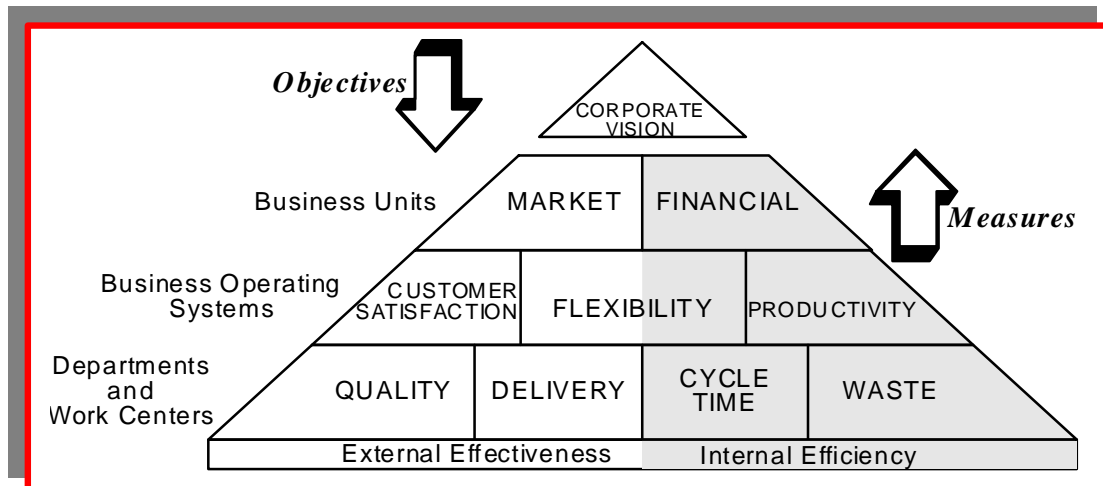 Objectives
CORPORATE
VISION
Business Units
MARKET
FINANCIAL
Measures
Business Operating
Systems
CUSTOMER
SATISFACTION
FLEXIBILITY
PRODUCTIVITY
Departments
and
Work Centers
QUALITY
DELIVERY
CYCLE
TIME
WASTE
External Effectiveness
Internal Efficiency